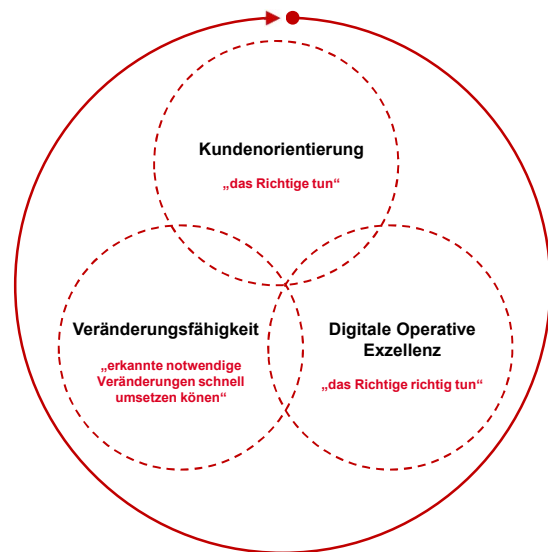 Kundenorientierung
„das Richtige tun“
Veränderungsfähigkeit
„erkannte notwendige
Veränderungen schnell
umsetzen könen“
Digitale Operative
Exzellenz
„das Richtige richtig tun“